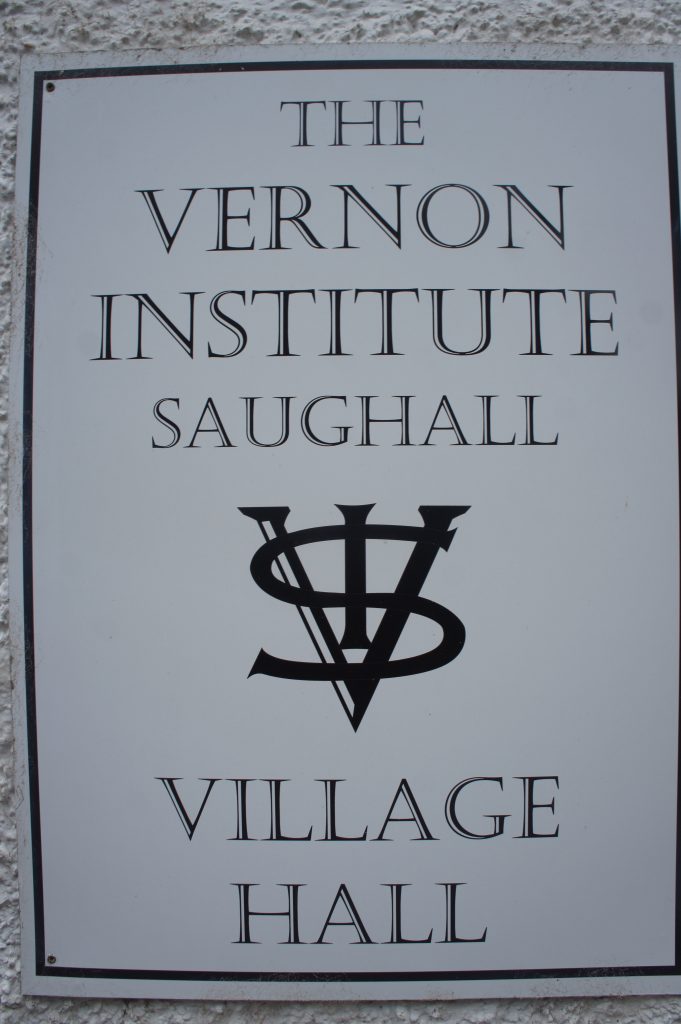 THE
VERNON
INSTITUTE
SAUGHALL
VIS
VILLAGE
HALL